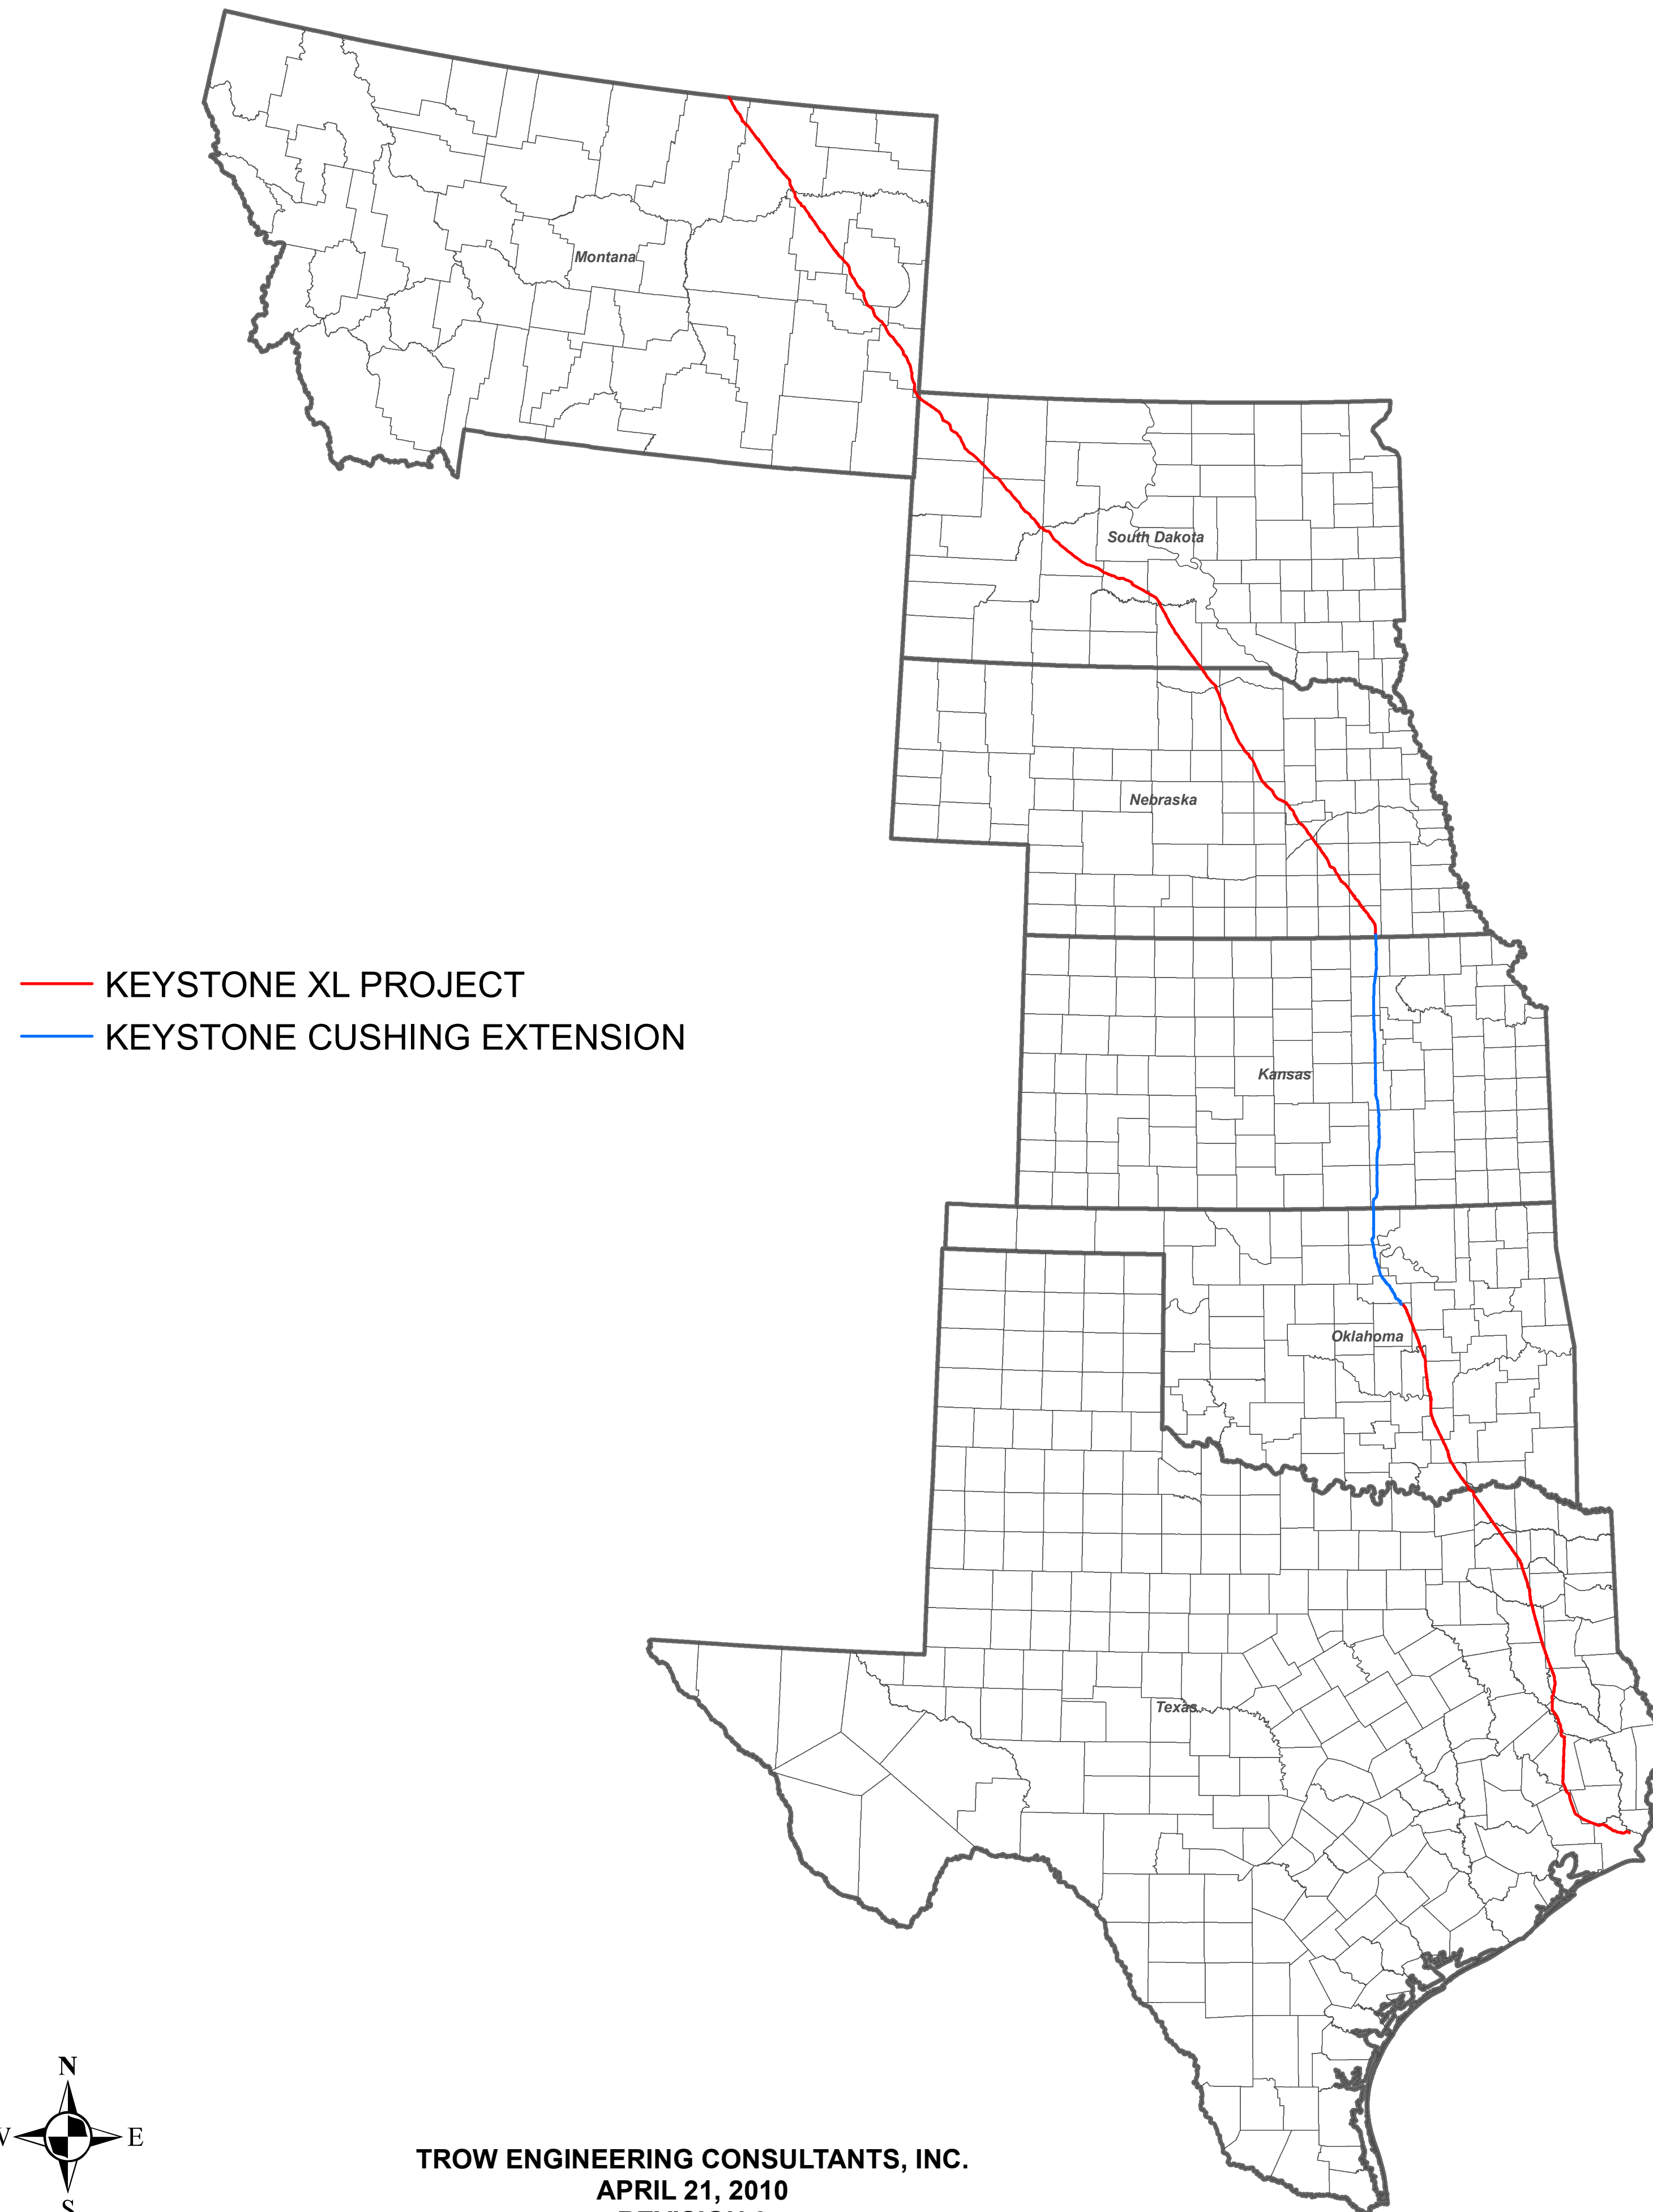 Montana
South Dakota
Nebraska
KEYSTONE XL PROJECT
KEYSTONE CUSHING EXTENSION
Kansas
Oklahoma
Texas
N
E
S
TROW ENGINEERING CONSULTANTS, INC.
APRIL 21, 2010